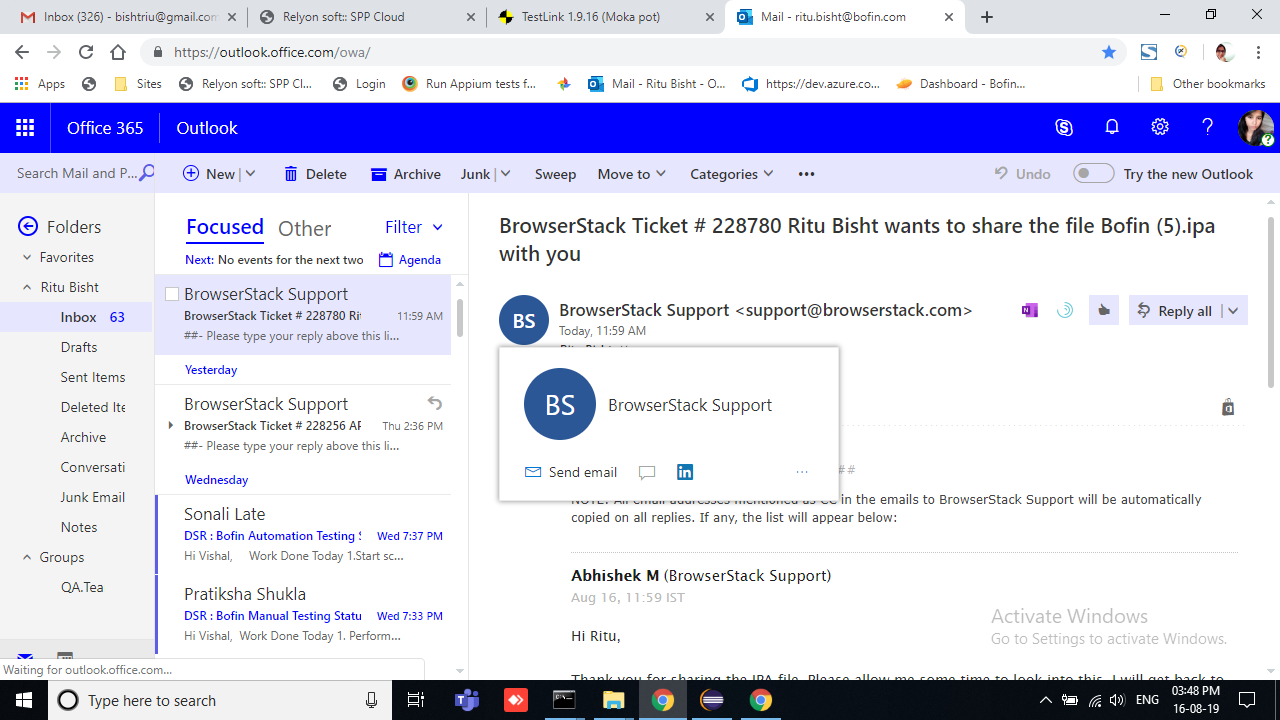 Inbox (326) - bishtriu@gmail.com
Relyon soft:: SPP Cloud
TestLink 1.9.16 (Moka pot)
Mail - ritu.bisht@bofin.com
https://outlook.office.com/owa/
Apps
Sites
Relyon soft:: SPP Cl...
Login
Run Appium tests f...
Mail - Ritu Bisht - O...
https://dev.azure.co...
Dashboard - Bofin...
Other bookmarks
Office 365
Outlook
Search Mail and P...
New
Delete
Archive
Junk
Sweep
Move to
Categories
Undo
Try the new Outlook
Folders
Favorites
Ritu Bisht
Inbox 63
Drafts
Sent Items
Deleted Ite
Archive
Conversati
Junk Email
Notes
Groups
QA.Tea
Waiting for outlook.office.com...
Focused Other Filter
Next: No events for the next two Agenda
BrowserStack Support
BrowserStack Ticket # 228780 Rit 11:59 AM
##- Please type your reply above this li...
Yesterday
BrowserStack Support
BrowserStack Ticket # 228256 AP Thu 2:36 PM
##- Please type your reply above this li...
Wednesday
Sonali Late
DSR : Bofin Automation Testing S Wed 7:37 PM
Hi Vishal, Work Done Today 1.Start sc...
Pratiksha Shukla
DSR : Bofin Manual Testing Statu Wed 7:33 PM
Hi Vishal, Work Done Today 1. Perform...
BrowserStack Ticket # 228780 Ritu Bisht wants to share the file Bofin (5).ipa
with you
BS
BrowserStack Support <support@browserstack.com>
Today, 11:59 AM
Reply all
BS
BrowserStack Support
Send email
##
NOTE: All email addresses mentioned as CC in the emails to BrowserStack Support will be automatically
copied on all replies. If any, the list will appear below:
Abhishek M (BrowserStack Support)
Aug 16, 11:59 IST
Hi Ritu,
Thank you for sharing the IPA file. Please allow me some time to look into this. I will get back to
Activate Windows
Go to Settings to activate Windows.
Type here to search
ENG
03:48 PM
16-08-19